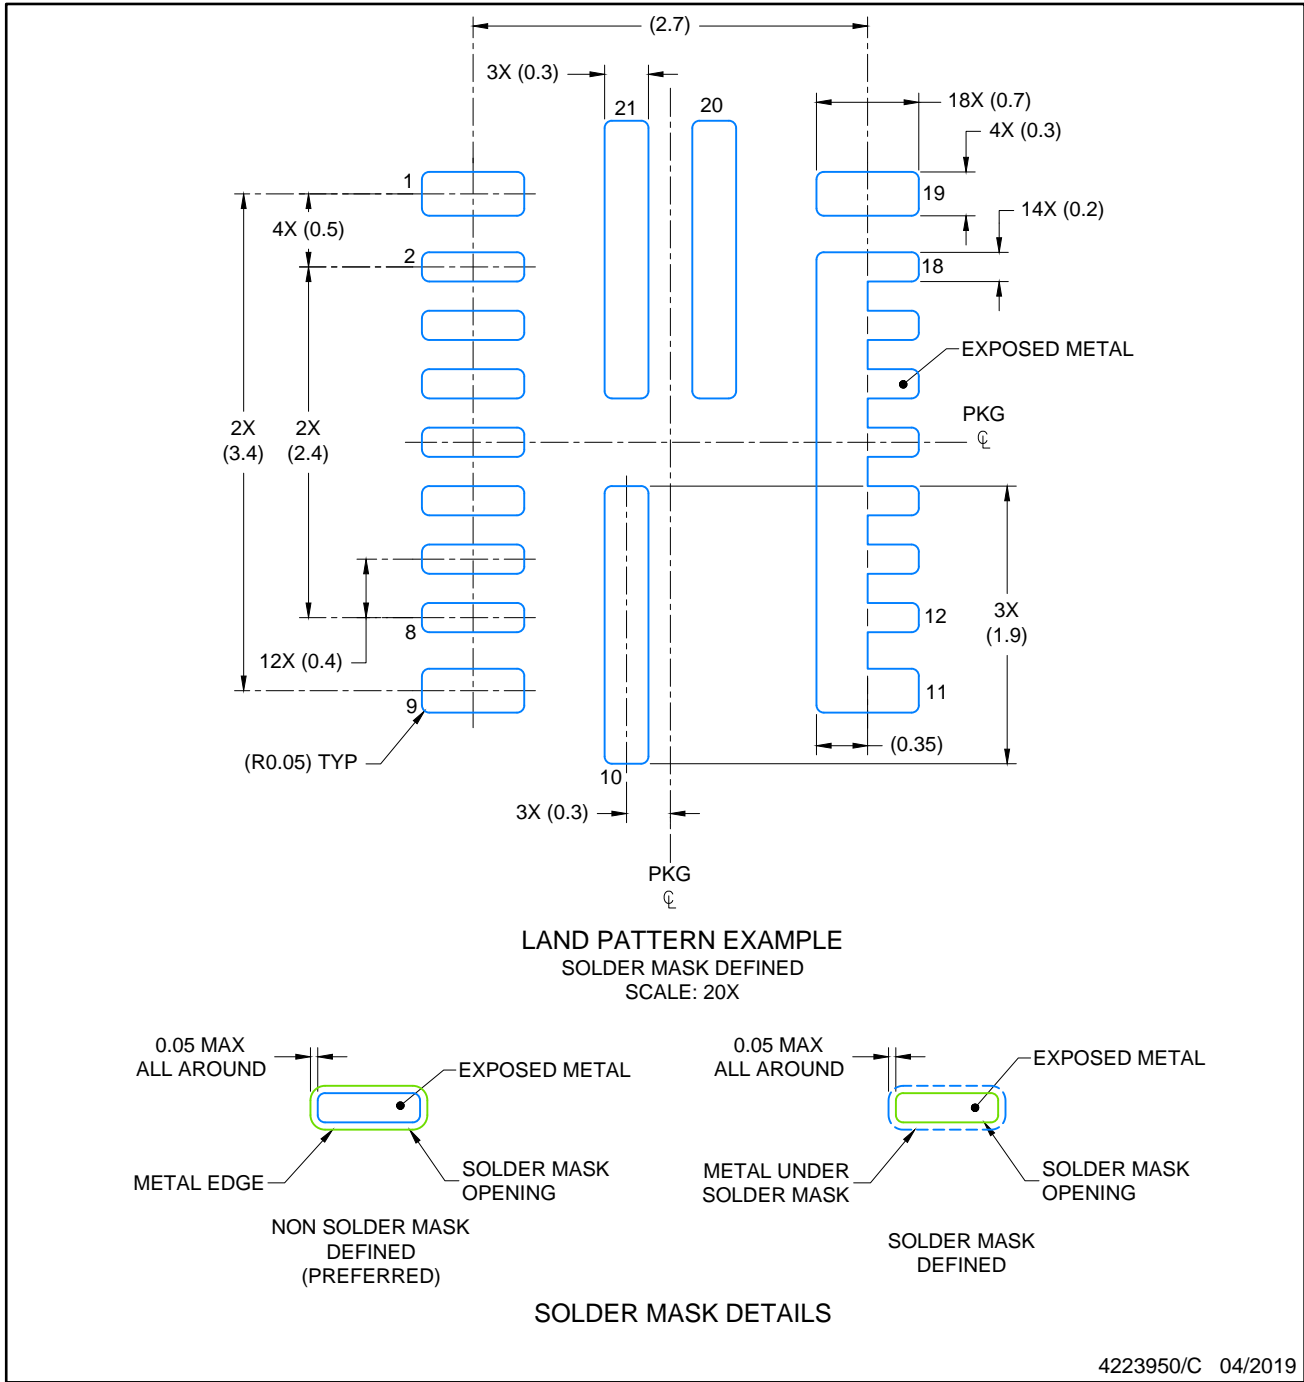 (2.7)
3X (0.3)
21
20
18X (0.7)
4X (0.3)
1
19
4X (0.5)
14X (0.2)
2
18
EXPOSED METAL
PKG
℄
2X
(3.4)
2X
(2.4)
12
3X
(1.9)
8
12X (0.4)
9
11
(R0.05) TYP
(0.35)
10
3X (0.3)
PKG
℄
LAND PATTERN EXAMPLE
SOLDER MASK DEFINED
SCALE: 20X
0.05 MAX
ALL AROUND
EXPOSED METAL
METAL EDGE
SOLDER MASK
OPENING
NON SOLDER MASK
DEFINED
(PREFERRED)
0.05 MAX
ALL AROUND
EXPOSED METAL
METAL UNDER
SOLDER MASK
SOLDER MASK
OPENING
SOLDER MASK
DEFINED
SOLDER MASK DETAILS
4223950/C 04/2019